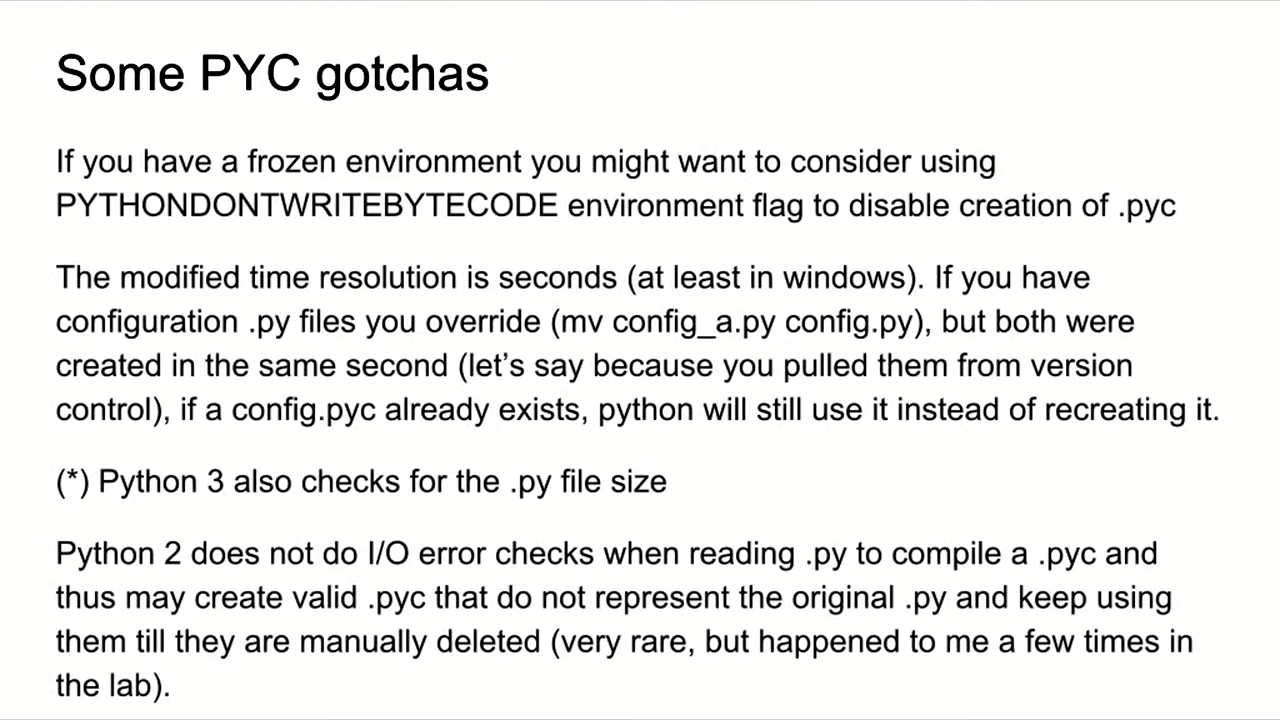 Some PYC gotchas
If you have a frozen environment you might want to consider using
PYTHONDONTWRITEBYTECODE environment flag to disable creation of .pyc
The modified time resolution is seconds (at least in windows). If you have
configuration .py files you override (mv config_a.py config.py), but both were
created in the same second (let’s say because you pulled them from version
control), if a config.pyc already exists, python will still use it instead of recreating it.
(*) Python 3 also checks for the .py file size
Python 2 does not do I/O error checks when reading .py to compile a .pyc and
thus may create valid .pyc that do not represent the original .py and keep using
them till they are manually deleted (very rare, but happened to me a few times in
the lab).